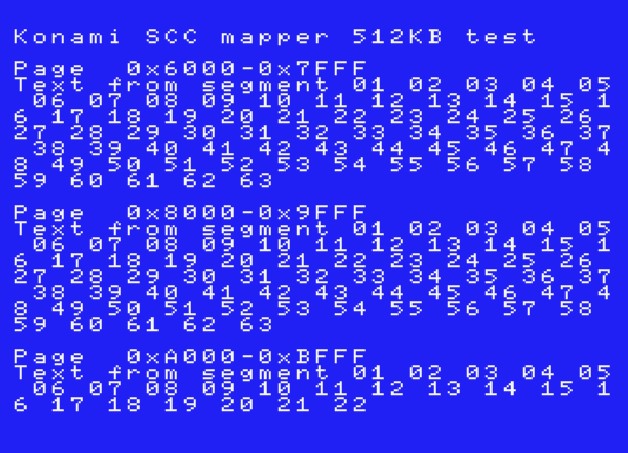 Konami SCC mapper 512KB test
Page  0x6000-0x7FFF
Text from segment 01 02 03 04 05
 06 07 08 09 10 11 12 13 14 15 1
6 17 18 19 20 21 22 23 24 25 26
27 28 29 30 31 32 33 34 35 36 37
 38 39 40 41 42 43 44 45 46 47 4
8 49 50 51 52 53 54 55 56 57 58
59 60 61 62 63
Page  0x8000-0x9FFF
Text from segment 01 02 03 04 05
 06 07 08 09 10 11 12 13 14 15 1
6 17 18 19 20 21 22 23 24 25 26
27 28 29 30 31 32 33 34 35 36 37
 38 39 40 41 42 43 44 45 46 47 4
8 49 50 51 52 53 54 55 56 57 58
59 60 61 62 63
Page  0xA000-0xBFFF
Text from segment 01 02 03 04 05
 06 07 08 09 10 11 12 13 14 15 1
6 17 18 19 20 21 22